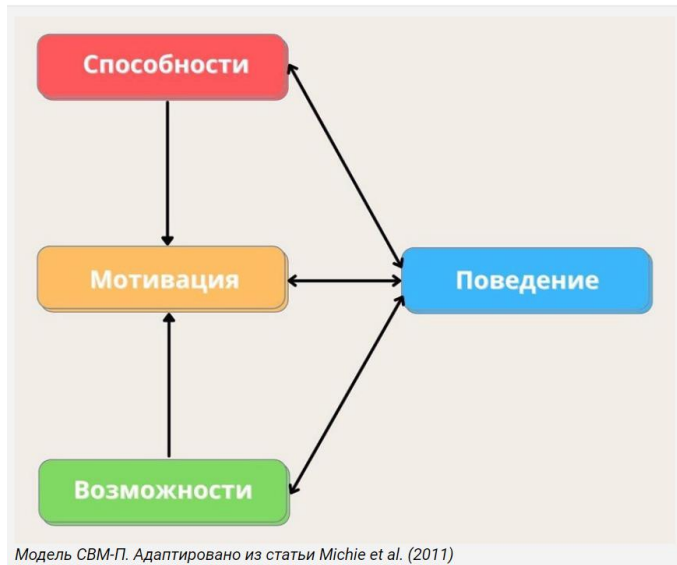 Способности
Мотивация
Поведение
Возможности
Модель СВМ-П. Адаптировано из статьи Michie et al. (2011)